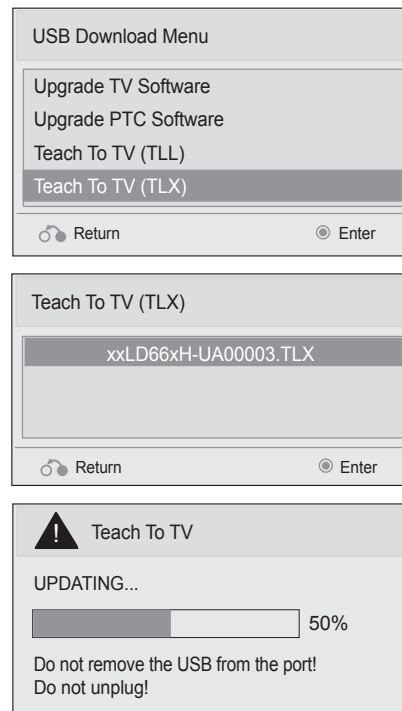 USB Download Menu
Upgrade TV Software
Upgrade PTC Software
Teach To TV (TLL)
Teach To TV (TLX)
Return
Enter
Teach To TV (TLX)
xxLD66xH-UA00003.TLX
Return
Enter
! Teach To TV
UPDATING...
50%
Do not remove the USB from the port!
Do not unplug!